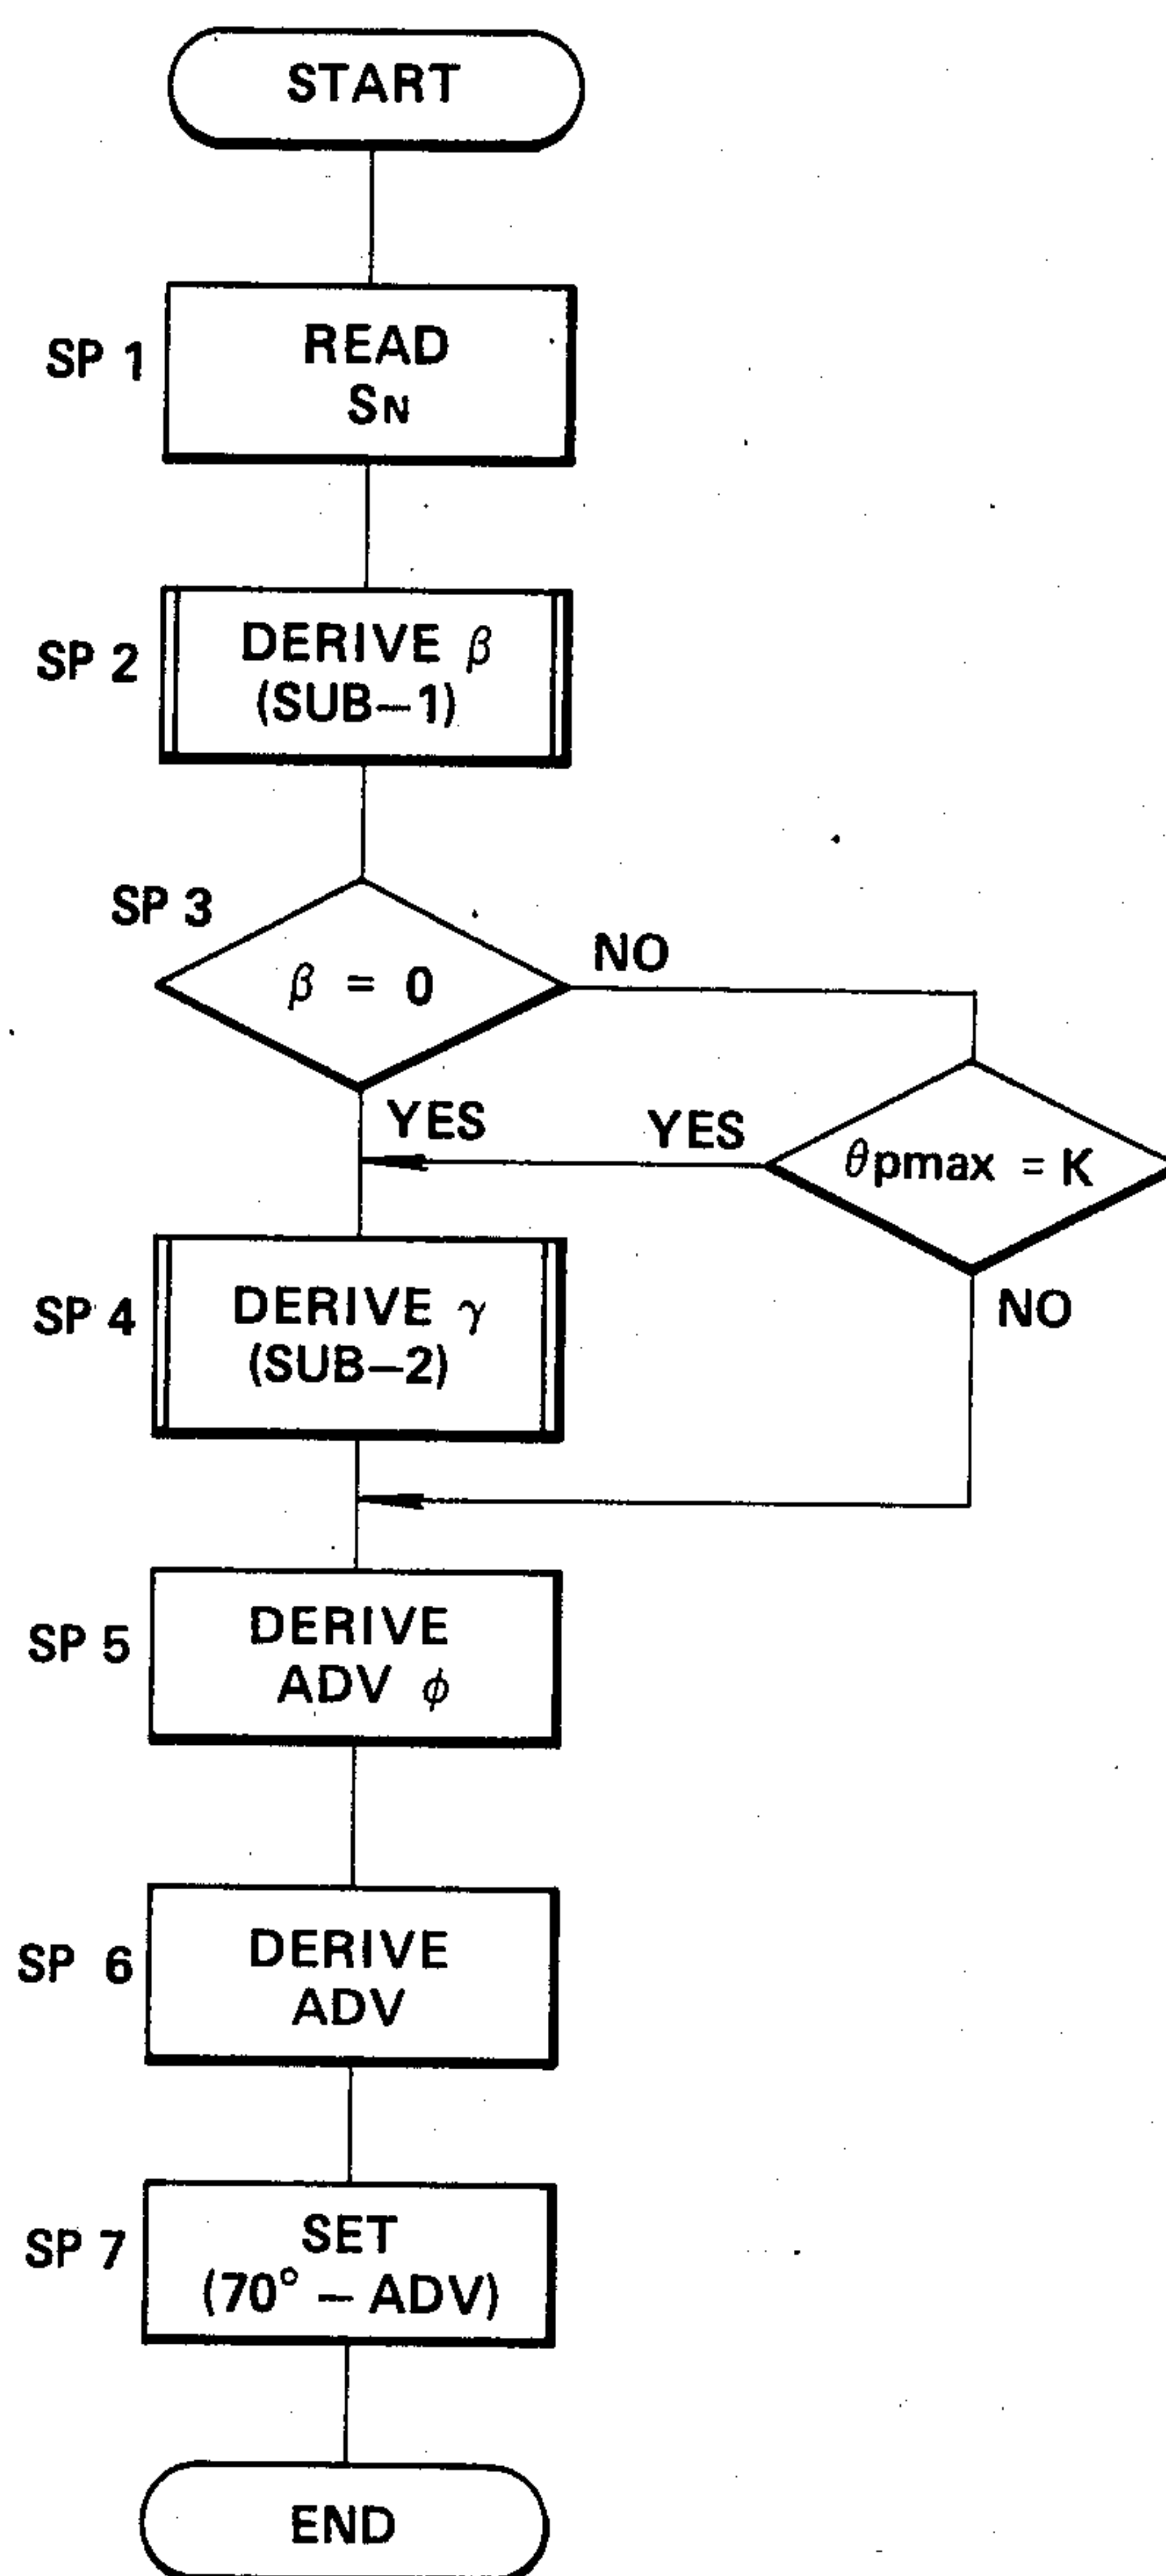 START
SP 1
READ
SN
SP 2
DERIVE β
(SUB–1)
SP 3
β = 0
NO
YES
YES
θpmax = K
NO
SP 4
DERIVE γ
(SUB–2)
SP 5
DERIVE
ADV φ
SP 6
DERIVE
ADV
SP 7
SET
(70° – ADV)
END